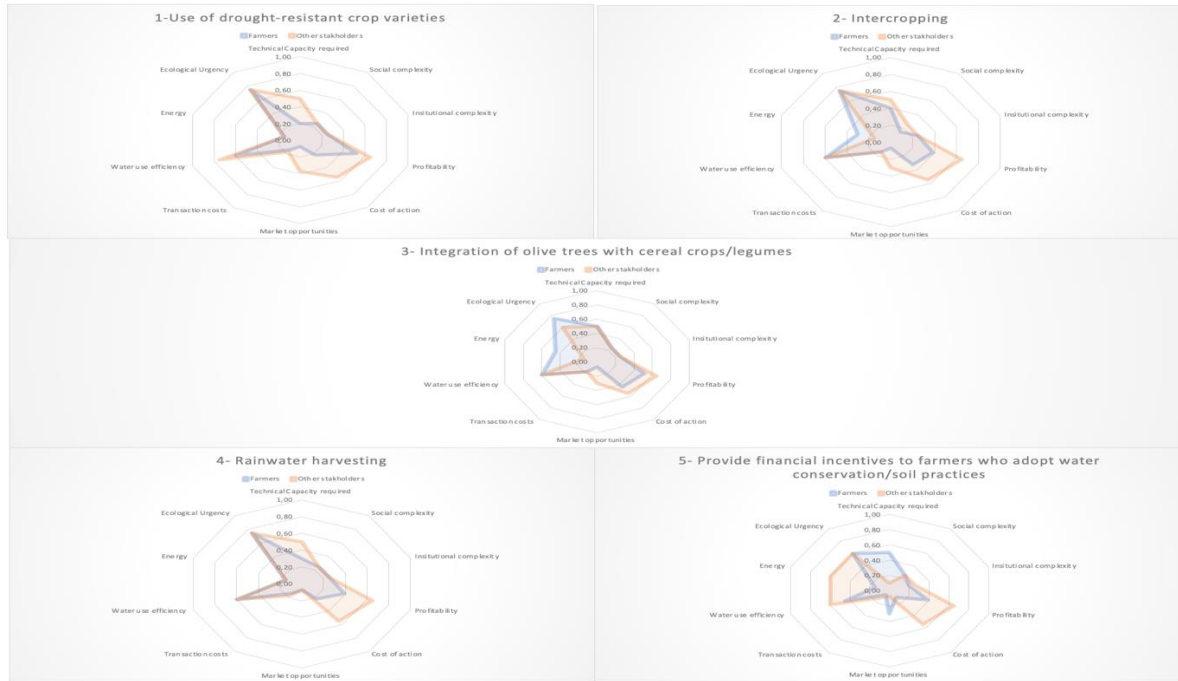 1-Use of drought-resistant crop varieties
Farmers Other stakholders
Technical Capacity required
1,00
0,80
0,60
0,40
0,20
0,00
Social complexity
Insitutional complexity
Profitability
Cost of action
Market opportunities
Transaction costs
Water use efficiency
Energy
Ecological Urgency
2- Intercropping
Farmers Other stakholders
Technical Capacity required
1,00
0,80
0,60
0,40
0,20
0,00
Social complexity
Insitutional complexity
Profitability
Cost of action
Market opportunities
Transaction costs
Water use efficiency
Energy
Ecological Urgency
3- Integration of olive trees with cereal crops/legumes
Farmers Other stakholders
Technical Capacity required
1,00
0,80
0,60
0,40
0,20
0,00
Social complexity
Insitutional complexity
Profitability
Cost of action
Market opportunities
Transaction costs
Water use efficiency
Energy
Ecological Urgency
4- Rainwater harvesting
Farmers Other stakholders
Technical Capacity required
1,00
0,80
0,60
0,40
0,20
0,00
Social complexity
Insitutional complexity
Profitability
Cost of action
Market opportunities
Transaction costs
Water use efficiency
Energy
Ecological Urgency
5- Provide financial incentives to farmers who adopt water
conservation/soil practices
Farmers Other stakholders
Technical Capacity required
1,00
0,80
0,60
0,40
0,20
0,00
Social complexity
Insitutional complexity
Profitability
Cost of action
Market opportunities
Transaction costs
Water use efficiency
Energy
Ecological Urgency